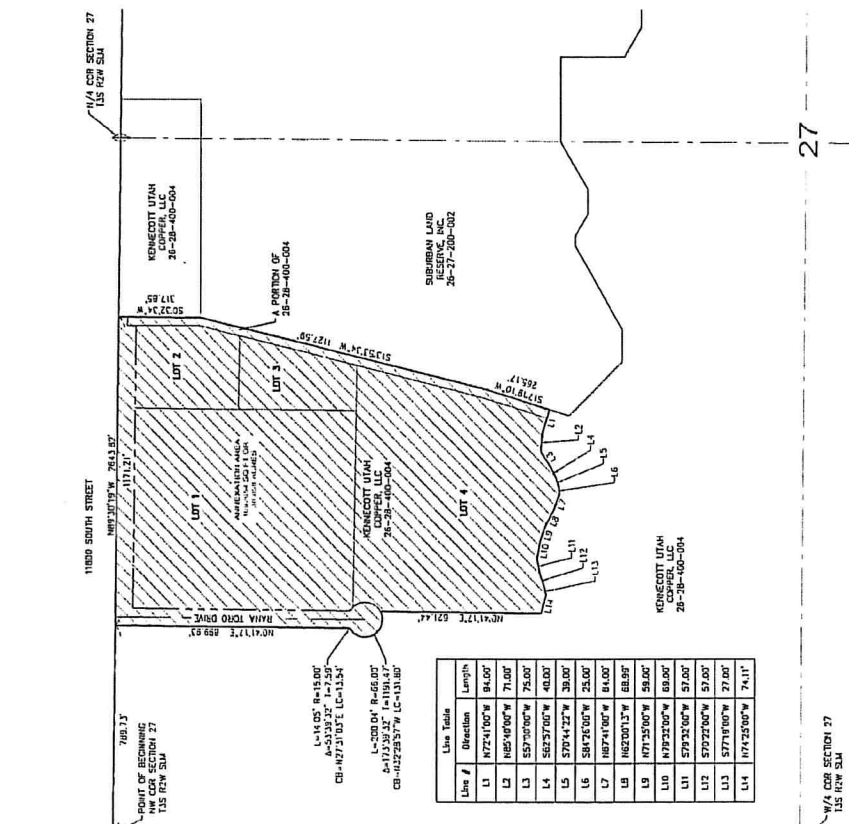 N/4 COR SECTION 27
T3S R2W SLM
KENNECOTT UTAH
COPPER, LLC
26-28-400-004
11800 SOUTH STREET
N89°30'19"W 2643.82'
1171.21'
789.73'
POINT OF BEGINNING
NW COR SECTION 27
T3S R2W SLM
S0°32'34"W 317.85'
A PORTION OF
26-28-400-004
S13°53'34"W 1127.59'
SUBURBAN LAND
RESERVE, INC.
26-27-200-002
S17°19'10"W
265.17'
LOT 2
LOT 3
LOT 1
ANNEXATION AREA
KENNECOTT UTAH
COPPER, LLC
26-28-400-004
LOT 4
RANA TORO DRIVE
N0°41'17"E 899.93'
N0°41'17"E 621.44'
L=14.05' R=15.00'
Δ=53°39'32" T=7.59'
CB=N27°31'03"E LC=13.54'
L=200.04' R=66.00'
Δ=173°39'32" T=1191.47'
CB=N32°28'57"W LC=131.80'
L1
L2
L3
L4
L5
L6
L7
L8
L9
L10
L11
L12
L13
L14
KENNECOTT UTAH
COPPER, LLC
26-28-400-004
27
W/4 COR SECTION 27
T3S R2W SLM
Line Table
Line # Direction Length
L1 N72°41'00"W 94.00'
L2 N85°40'00"W 71.00'
L3 S57°00'00"W 75.00'
L4 S62°57'00"W 40.00'
L5 S70°44'22"W 39.00'
L6 S84°26'00"W 25.00'
L7 N67°41'00"W 84.00'
L8 N62°00'13"W 68.99'
L9 N71°35'00"W 59.00'
L10 N79°32'00"W 69.00'
L11 S79°32'00"W 57.00'
L12 S70°22'00"W 57.00'
L13 S77°19'00"W 27.00'
L14 N74°25'00"W 74.11'